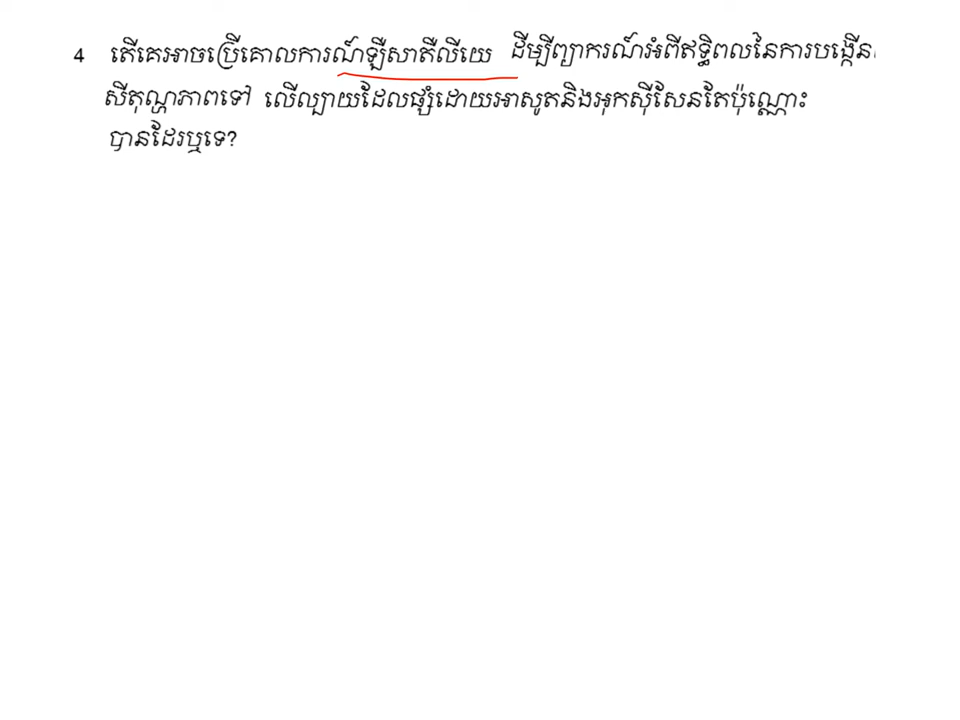 4 តើគេអាចប្រើគោលការណ៍ឡឺសាតឺលីយេ ដើម្បីព្យាករណ៍អំពីឥទ្ធិពលនៃការបង្កើន
សីតុណ្ហភាពទៅ លើល្បាយដែលផ្សំដោយអាសូតនិងអុកស៊ីសែនតែប៉ុណ្ណោះ
បានដែរឬទេ?